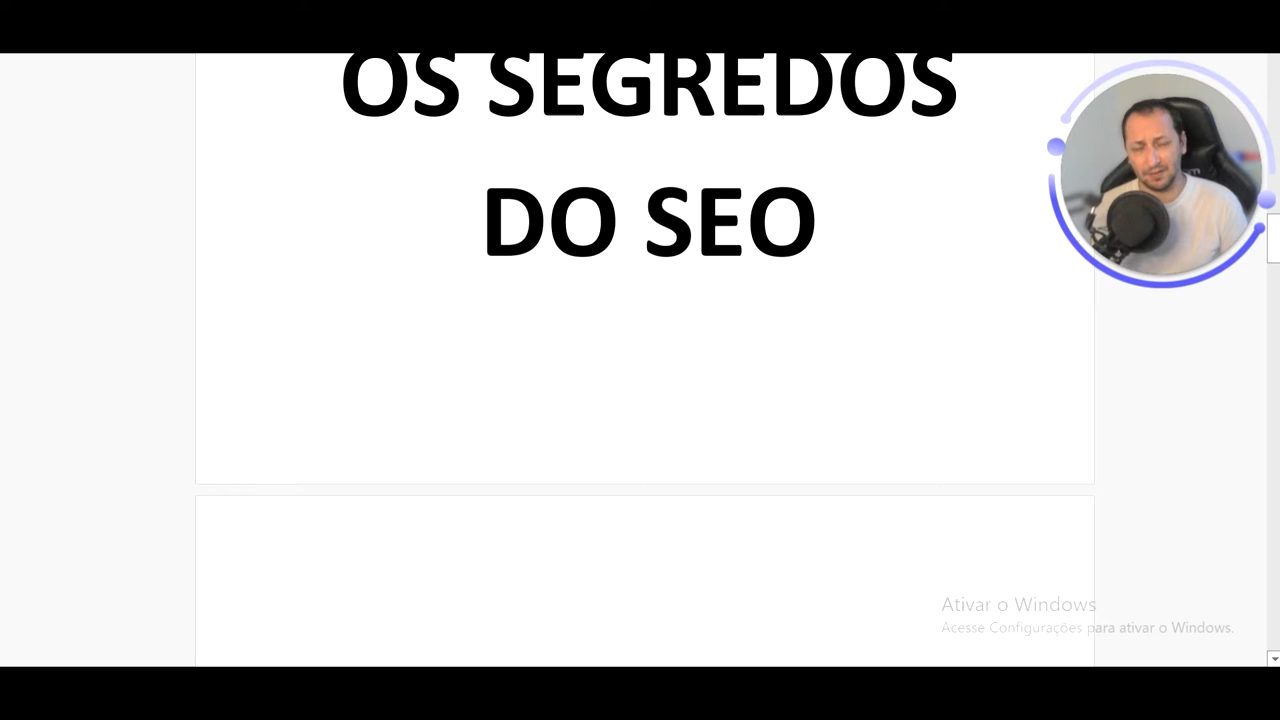 OS SEGREDOS
DO SEO
Ativar o Windows
Acesse Configurações para ativar o Windows.